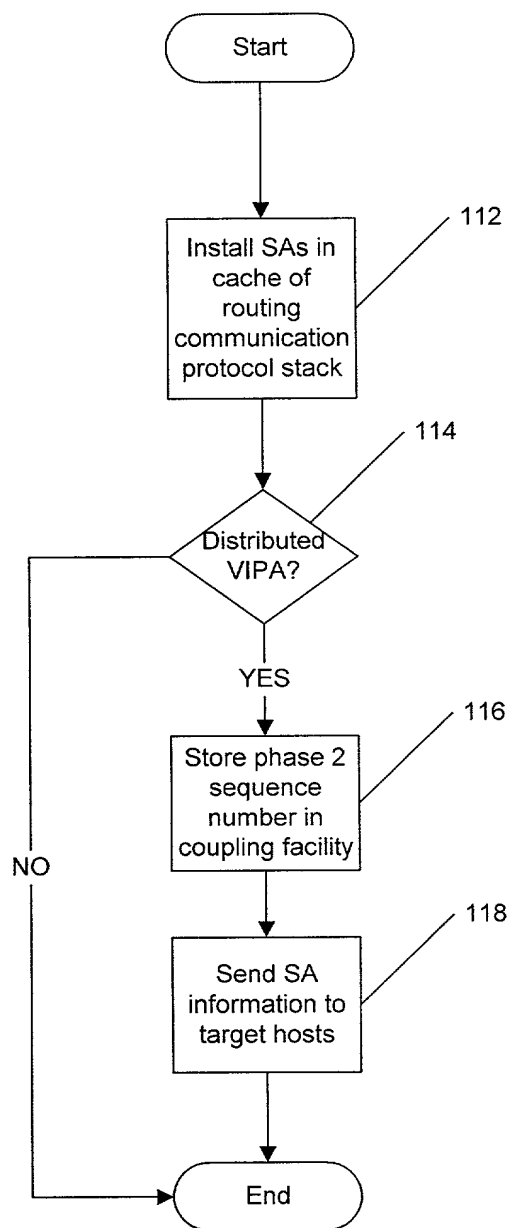 Start
Install SAs in
cache of
routing
communication
protocol stack
112
114
Distributed
VIPA?
YES
Store phase 2
sequence
number in
coupling facility
116
NO
Send SA
information to
target hosts
118
End